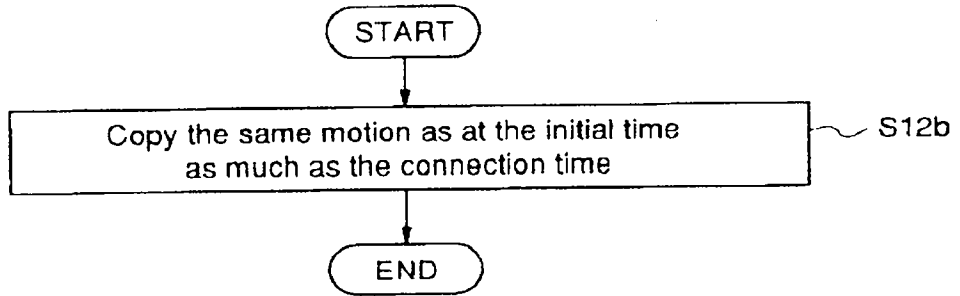 START
Copy the same motion as at the initial time
as much as the connection time
S12b
END